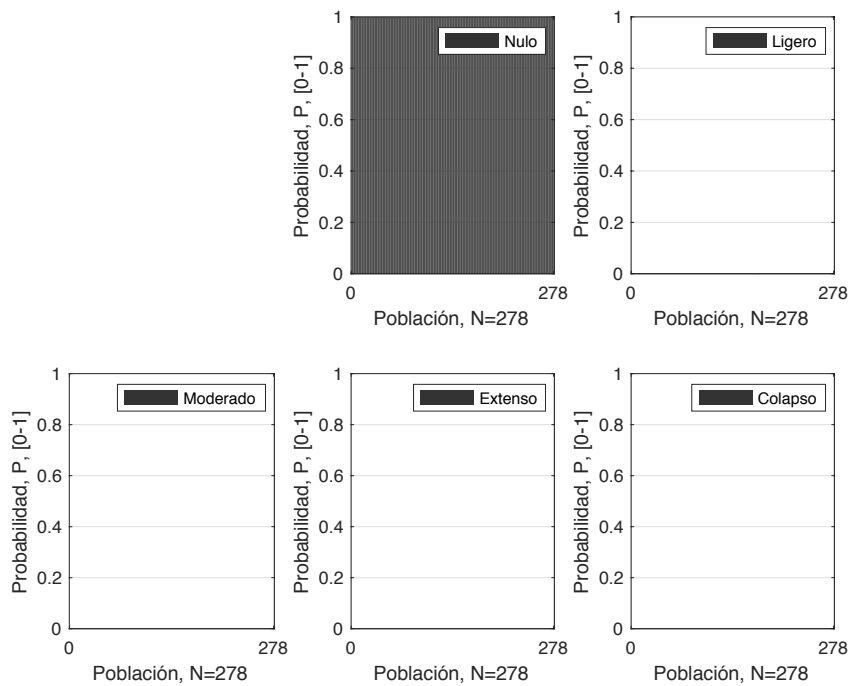 1
0.8
0.6
0.4
0.2
0
Probabilidad, P, [0-1]
Nulo
0
278
Población, N=278
1
0.8
0.6
0.4
0.2
0
Probabilidad, P, [0-1]
Ligero
0
278
Población, N=278
1
0.8
0.6
0.4
0.2
0
Probabilidad, P, [0-1]
Moderado
0
278
Población, N=278
1
0.8
0.6
0.4
0.2
0
Probabilidad, P, [0-1]
Extenso
0
278
Población, N=278
1
0.8
0.6
0.4
0.2
0
Probabilidad, P, [0-1]
Colapso
0
278
Población, N=278